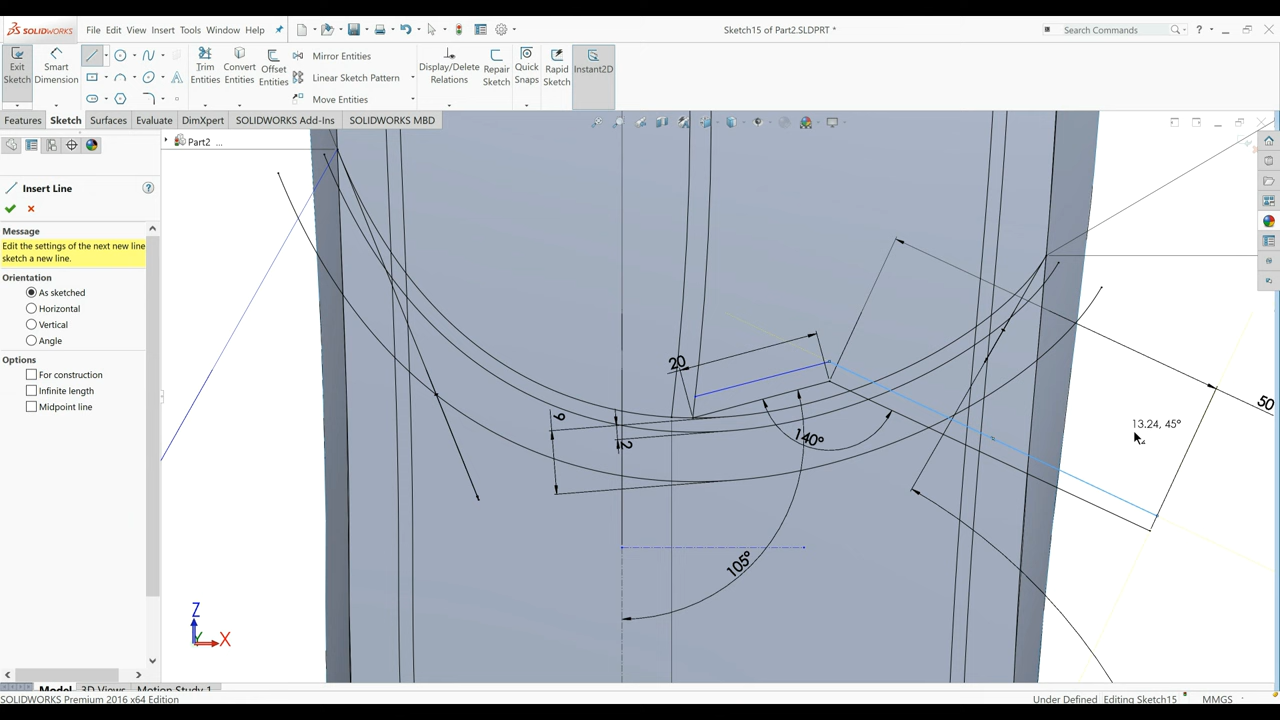 SOLIDWORKS
File Edit View Insert Tools Window Help
Sketch15 of Part2.SLDPRT *
Search Commands
Exit Sketch
Smart Dimension
Trim Entities
Convert Entities
Offset Entities
Mirror Entities
Linear Sketch Pattern
Move Entities
Display/Delete Relations
Repair Sketch
Quick Snaps
Rapid Sketch
Instant2D
Features Sketch Surfaces Evaluate DimXpert SOLIDWORKS Add-Ins SOLIDWORKS MBD
Part2 ...
Insert Line
Message
Edit the settings of the next new line
sketch a new line.
Orientation
As sketched
Horizontal
Vertical
Angle
Options
For construction
Infinite length
Midpoint line
20
50
13.24, 45°
9
2
140°
105°
Z
Y
X
Model 3D Views Motion Study 1
SOLIDWORKS Premium 2016 x64 Edition
Under Defined Editing Sketch15 MMGS